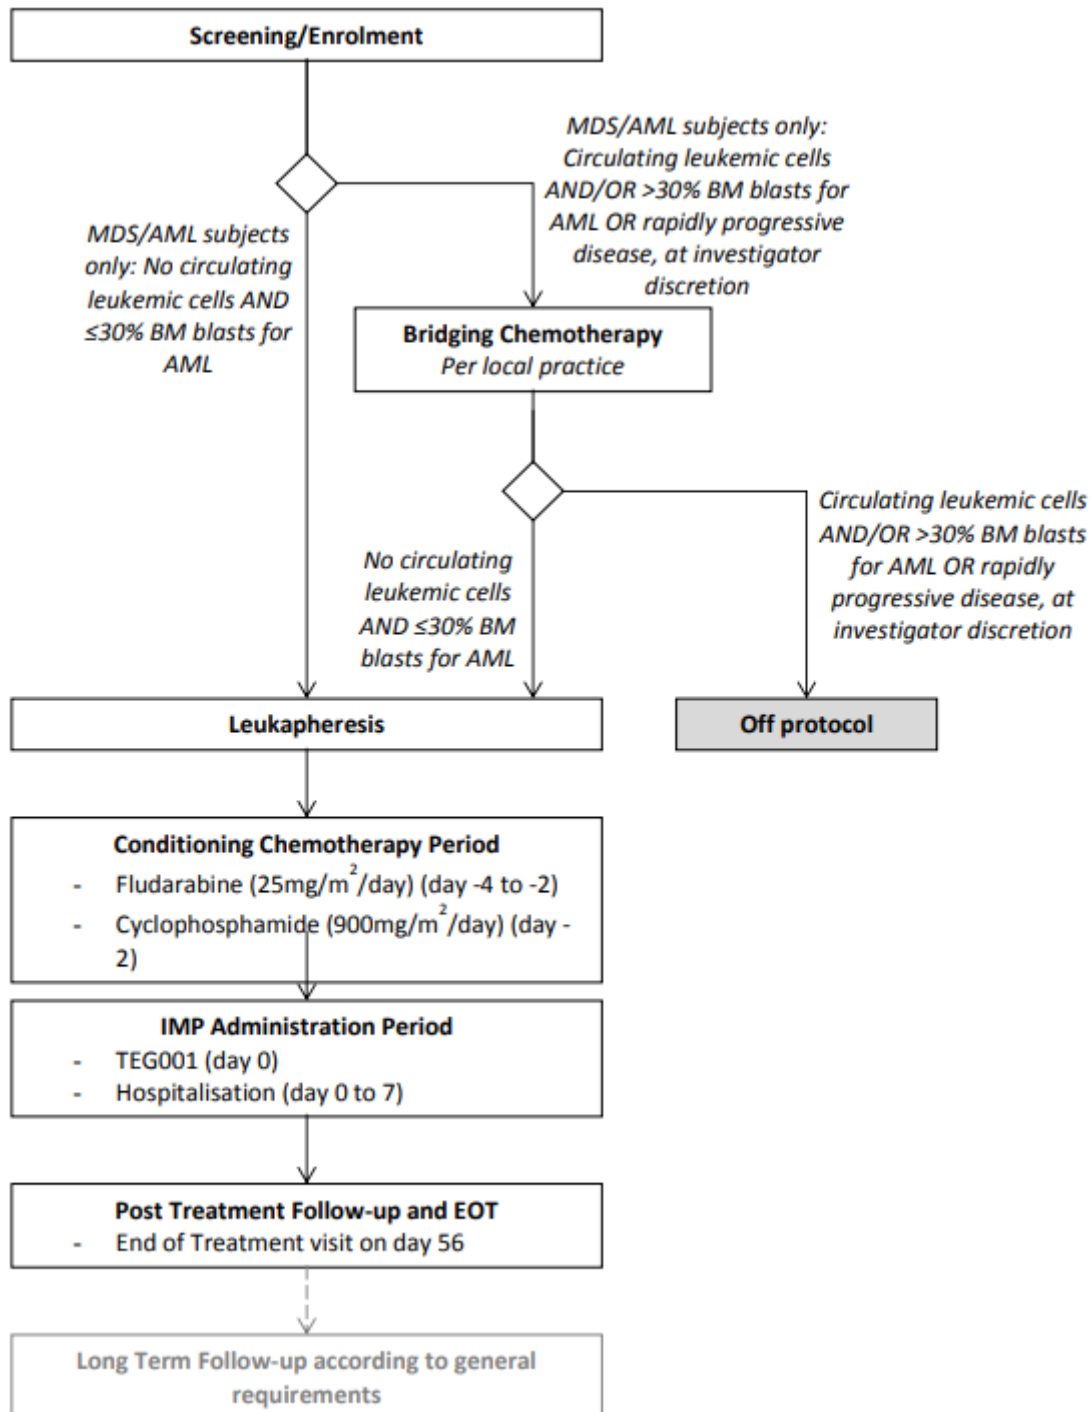 Screening/Enrolment
MDS/AML subjects only:
Circulating leukemic cells
AND/OR >30% BM blasts for
AML OR rapidly progressive
disease, at investigator
discretion
MDS/AML subjects
only: No circulating
leukemic cells AND
≤30% BM blasts for
AML
Bridging Chemotherapy
Per local practice
Circulating leukemic cells
AND/OR >30% BM blasts
for AML OR rapidly
progressive disease, at
investigator discretion
No circulating
leukemic cells
AND ≤30% BM
blasts for AML
Leukapheresis
Off protocol
Conditioning Chemotherapy Period
- Fludarabine (25mg/m²/day) (day -4 to -2)
- Cyclophosphamide (900mg/m²/day) (day -
2)
IMP Administration Period
- TEG001 (day 0)
- Hospitalisation (day 0 to 7)
Post Treatment Follow-up and EOT
- End of Treatment visit on day 56
Long Term Follow-up according to general
requirements